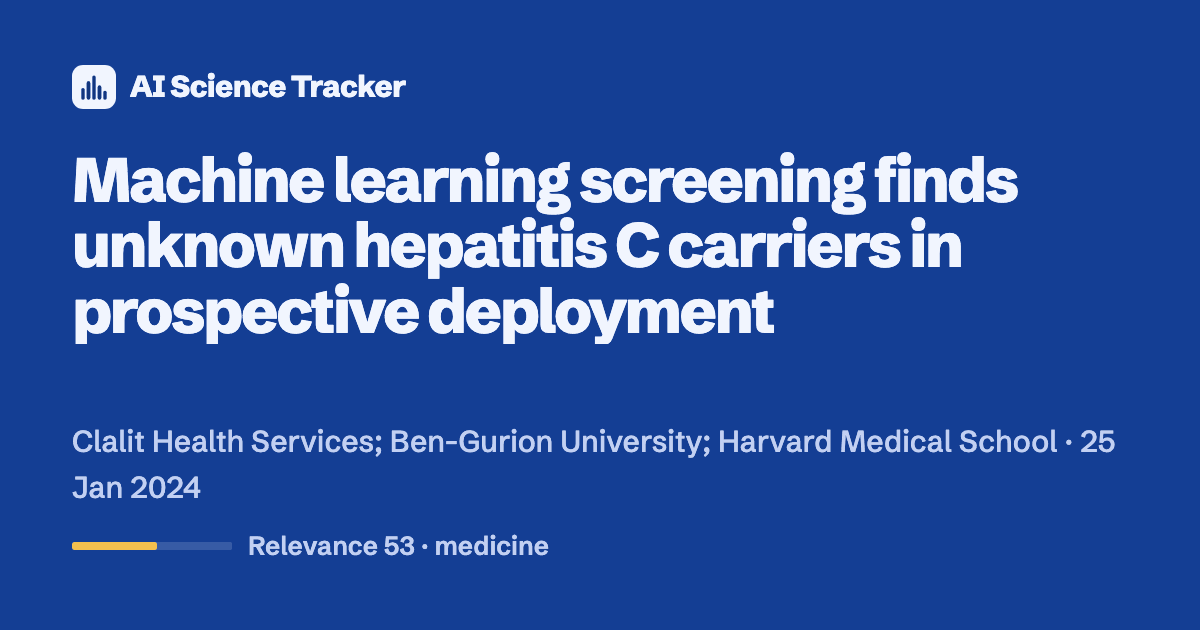 AI Science Tracker
Machine learning screening finds
unknown hepatitis C carriers in
prospective deployment
Clalit Health Services; Ben-Gurion University; Harvard Medical School · 25
Jan 2024
Relevance 53 · medicine